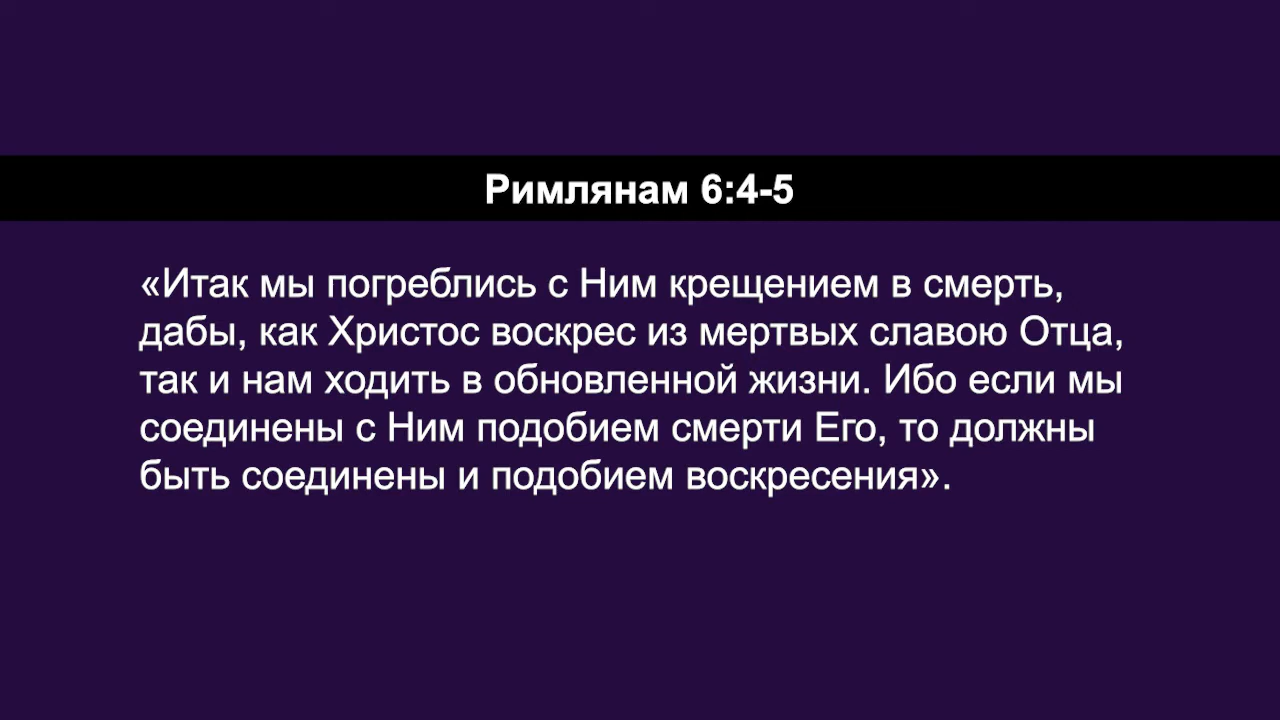 Римлянам 6:4-5
«Итак мы погреблись с Ним крещением в смерть,
дабы, как Христос воскрес из мертвых славою Отца,
так и нам ходить в обновленной жизни. Ибо если мы
соединены с Ним подобием смерти Его, то должны
быть соединены и подобием воскресения».